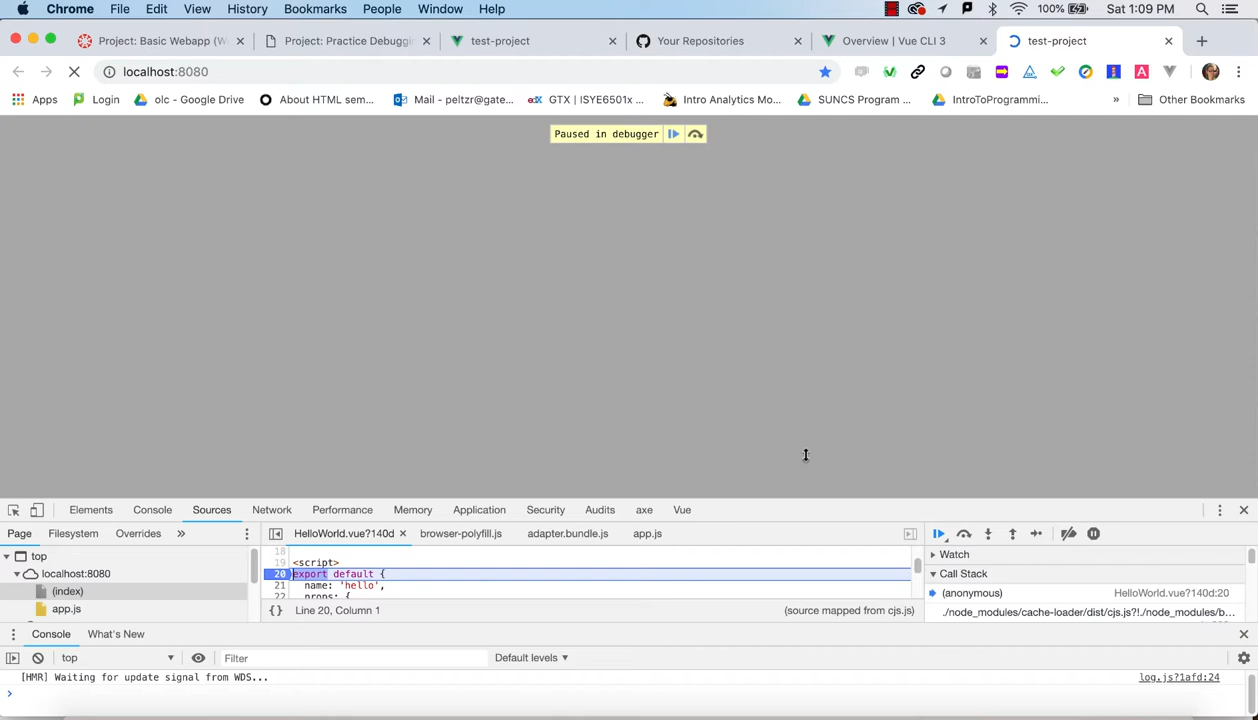 Chrome File Edit View History Bookmarks People Window Help 100% Sat 1:09 PM
Project: Basic Webapp (W Project: Practice Debuggin test-project Your Repositories Overview | Vue CLI 3 test-project
localhost:8080
Apps Login olc - Google Drive About HTML sem... Mail - peltzr@gate... GTX | ISYE6501x ... Intro Analytics Mo... SUNCS Program ... IntroToProgrammi... » Other Bookmarks
Paused in debugger
Elements Console Sources Network Performance Memory Application Security Audits axe Vue
Page Filesystem Overrides » HelloWorld.vue?140d browser-polyfill.js adapter.bundle.js app.js
top
localhost:8080
(index)
app.js
18
19 <script>
20 export default {
21 name: 'hello',
22 props: {
{} Line 20, Column 1 (source mapped from cjs.js)
Watch
Call Stack
(anonymous) HelloWorld.vue?140d:20
./node_modules/cache-loader/dist/cjs.js?!./node_modules/b...
Console What's New
top Filter Default levels
[HMR] Waiting for update signal from WDS... log.js?1afd:24